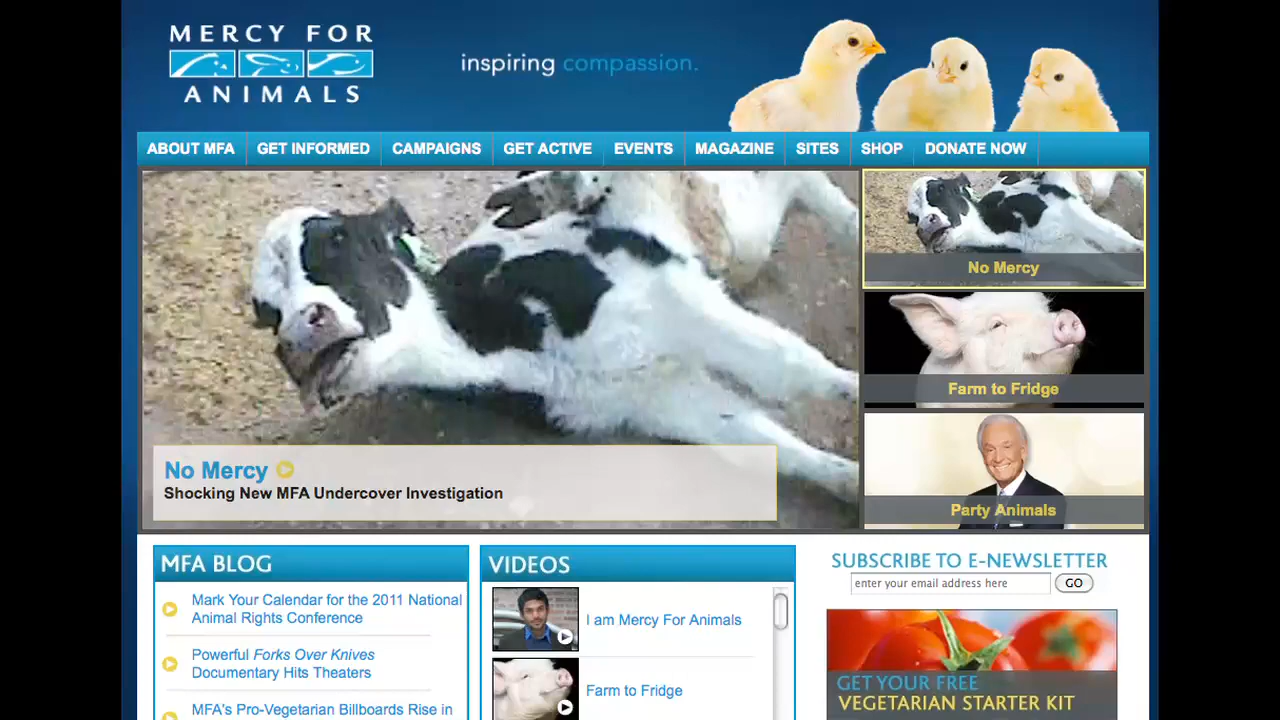 MERCY FOR
ANIMALS
inspiring compassion.
ABOUT MFA GET INFORMED CAMPAIGNS GET ACTIVE EVENTS MAGAZINE SITES SHOP DONATE NOW
No Mercy
Shocking New MFA Undercover Investigation
No Mercy
Farm to Fridge
Party Animals
MFA BLOG
Mark Your Calendar for the 2011 National
Animal Rights Conference
Powerful Forks Over Knives
Documentary Hits Theaters
MFA's Pro-Vegetarian Billboards Rise in
VIDEOS
I am Mercy For Animals
Farm to Fridge
SUBSCRIBE TO E-NEWSLETTER
enter your email address here GO
GET YOUR FREE
VEGETARIAN STARTER KIT